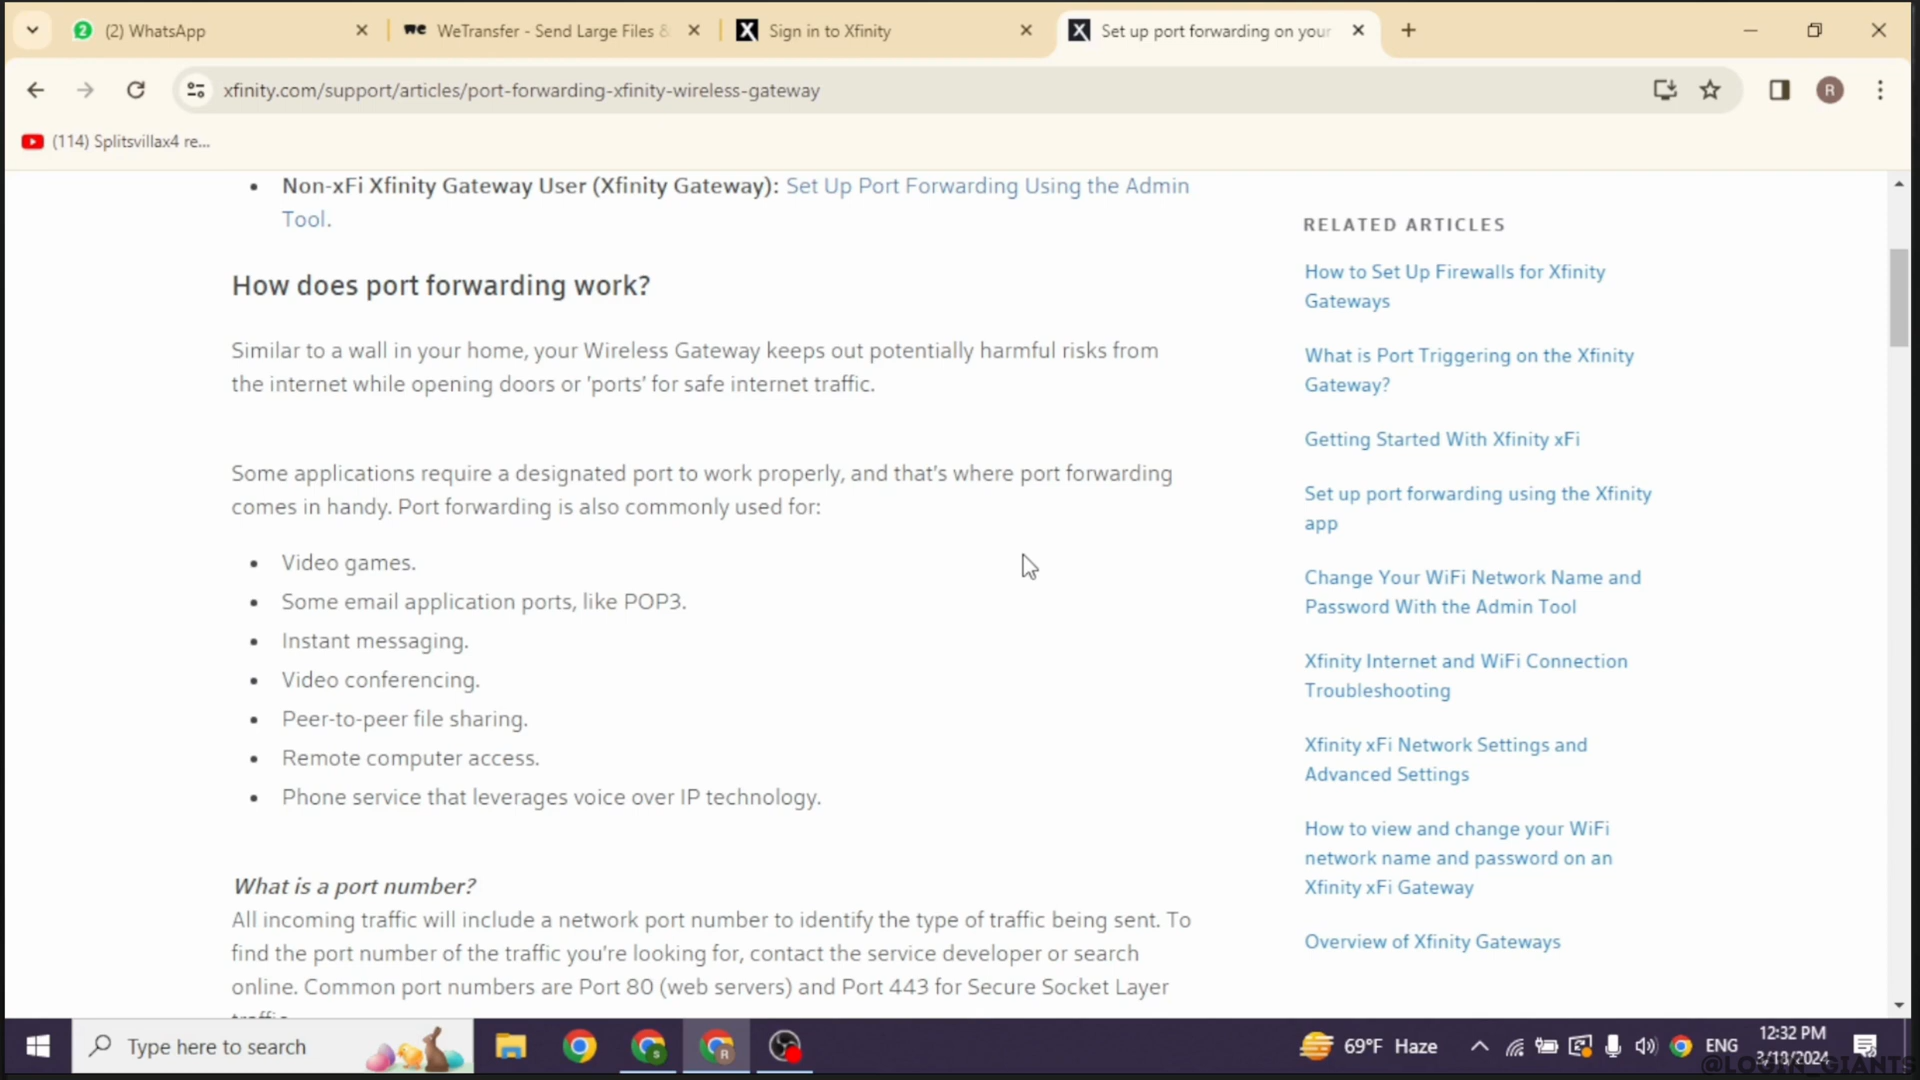 2
(2) WhatsApp
we
WeTransfer - Send Large Files &
Sign in to Xfinity
Set up port forwarding on your
xfinity.com/support/articles/port-forwarding-xfinity-wireless-gateway
R
(114) Splitsvillax4 re...
Non-xFi Xfinity Gateway User (Xfinity Gateway): Set Up Port Forwarding Using the Admin
Tool.
How does port forwarding work?
Similar to a wall in your home, your Wireless Gateway keeps out potentially harmful risks from
the internet while opening doors or 'ports' for safe internet traffic.
Some applications require a designated port to work properly, and that's where port forwarding
comes in handy. Port forwarding is also commonly used for:
Video games.
Some email application ports, like POP3.
Instant messaging.
Video conferencing.
Peer-to-peer file sharing.
Remote computer access.
Phone service that leverages voice over IP technology.
What is a port number?
All incoming traffic will include a network port number to identify the type of traffic being sent. To
find the port number of the traffic you're looking for, contact the service developer or search
online. Common port numbers are Port 80 (web servers) and Port 443 for Secure Socket Layer
traffic.
RELATED ARTICLES
How to Set Up Firewalls for Xfinity
Gateways
What is Port Triggering on the Xfinity
Gateway?
Getting Started With Xfinity xFi
Set up port forwarding using the Xfinity
app
Change Your WiFi Network Name and
Password With the Admin Tool
Xfinity Internet and WiFi Connection
Troubleshooting
Xfinity xFi Network Settings and
Advanced Settings
How to view and change your WiFi
network name and password on an
Xfinity xFi Gateway
Overview of Xfinity Gateways
Type here to search
S
R
69°F Haze
ENG
12:32 PM
3/18/2024
@LOGIN_GIANTS